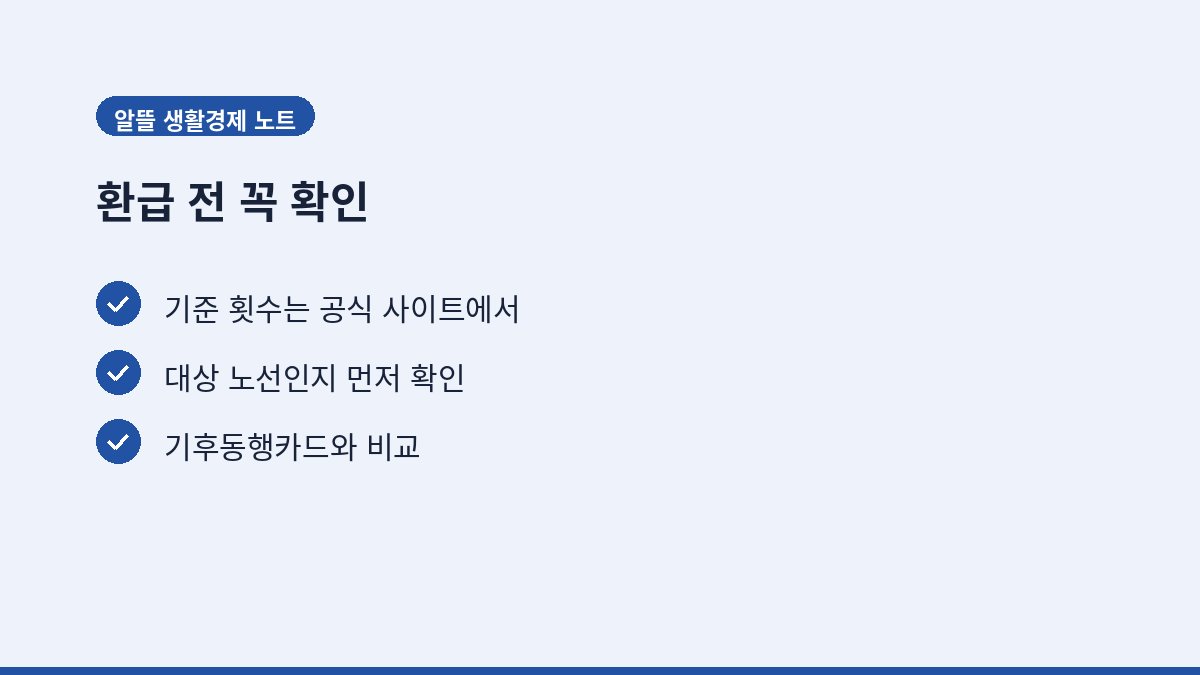 알뜰 생활경제 노트
환급 전 꼭 확인
기준 횟수는 공식 사이트에서
대상 노선인지 먼저 확인
기후동행카드와 비교